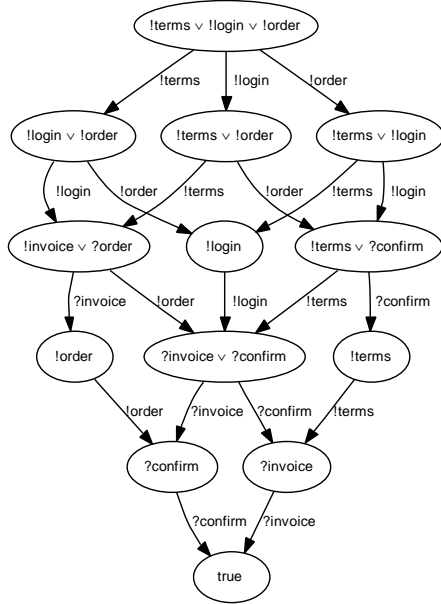 !terms ∨ !login ∨ !order
!terms
!login
!order
!login ∨ !order
!terms ∨ !order
!terms ∨ !login
!login
!order
!terms
!order
!terms
!login
!invoice ∨ ?order
!login
!terms ∨ ?confirm
?invoice
!order
!login
!terms
?confirm
!order
?invoice ∨ ?confirm
!terms
!order
?invoice
?confirm
!terms
?confirm
?invoice
?confirm
?invoice
true